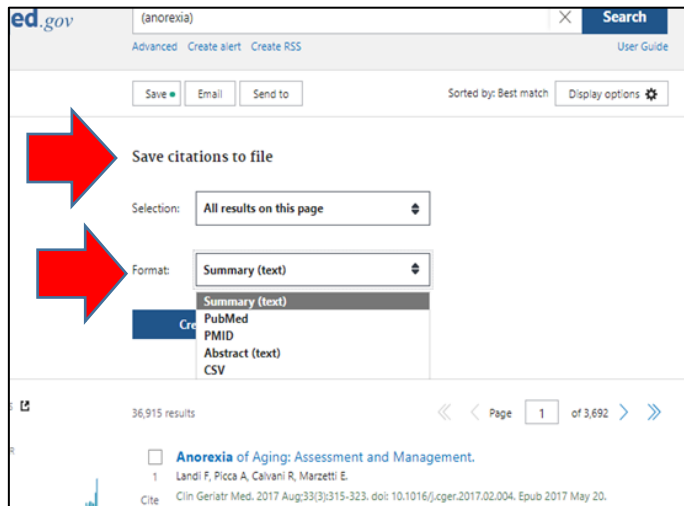 ed.gov
(anorexia)
Search
Advanced Create alert Create RSS
User Guide
Save Email Send to
Sorted by: Best match
Display options
Save citations to file
Selection: All results on this page
Format: Summary (text)
Summary (text)
PubMed
PMID
Abstract (text)
CSV
Cre
36,915 results
Page 1 of 3,692
Anorexia of Aging: Assessment and Management.
1 Landi F, Picca A, Calvani R, Marzetti E.
Cite Clin Geriatr Med. 2017 Aug;33(3):315-323. doi: 10.1016/j.cger.2017.02.004. Epub 2017 May 20.